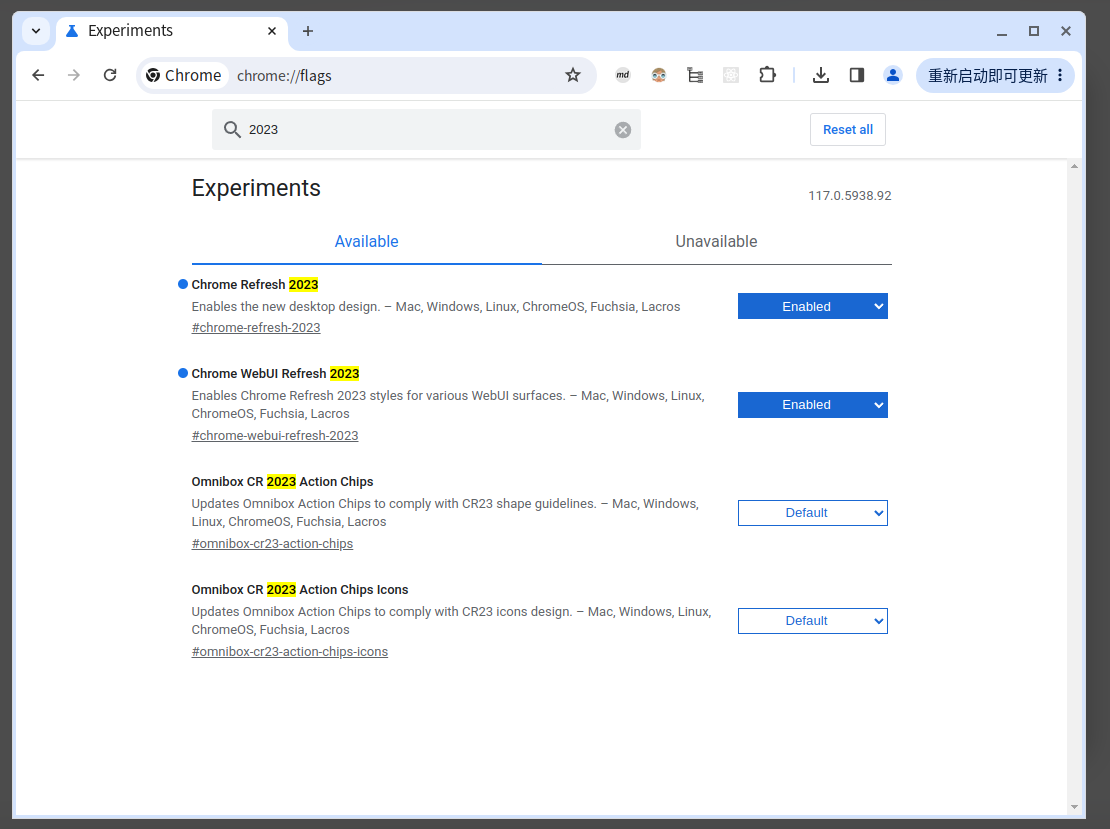 Experiments
Chrome
chrome://flags
md
重新启动即可更新
2023
Reset all
Experiments
117.0.5938.92
Available
Unavailable
Chrome Refresh 2023
Enables the new desktop design. – Mac, Windows, Linux, ChromeOS, Fuchsia, Lacros
#chrome-refresh-2023
Enabled
Chrome WebUI Refresh 2023
Enables Chrome Refresh 2023 styles for various WebUI surfaces. – Mac, Windows, Linux,
ChromeOS, Fuchsia, Lacros
#chrome-webui-refresh-2023
Enabled
Omnibox CR 2023 Action Chips
Updates Omnibox Action Chips to comply with CR23 shape guidelines. – Mac, Windows,
Linux, ChromeOS, Fuchsia, Lacros
#omnibox-cr23-action-chips
Default
Omnibox CR 2023 Action Chips Icons
Updates Omnibox Action Chips to comply with CR23 icons design. – Mac, Windows, Linux,
ChromeOS, Fuchsia, Lacros
#omnibox-cr23-action-chips-icons
Default